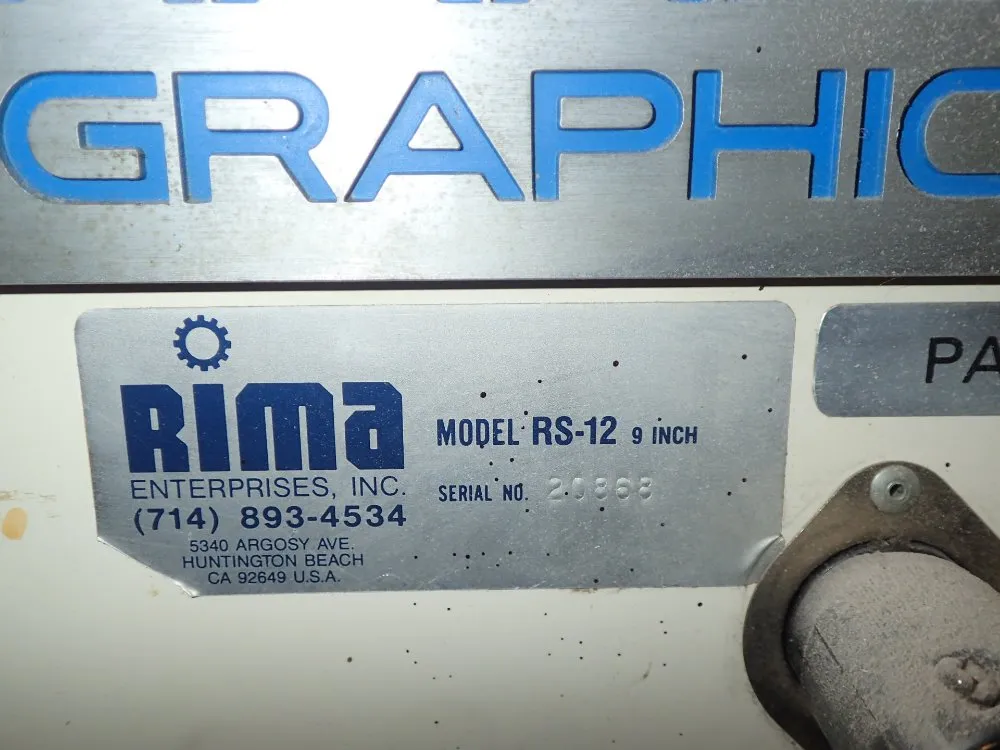 GRAPHIC
RIMA
ENTERPRISES, INC.
(714) 893-4534
5340 ARGOSY AVE.
HUNTINGTON BEACH
CA 92649 U.S.A.
MODEL RS-12 9 INCH
SERIAL NO. 20868
PA